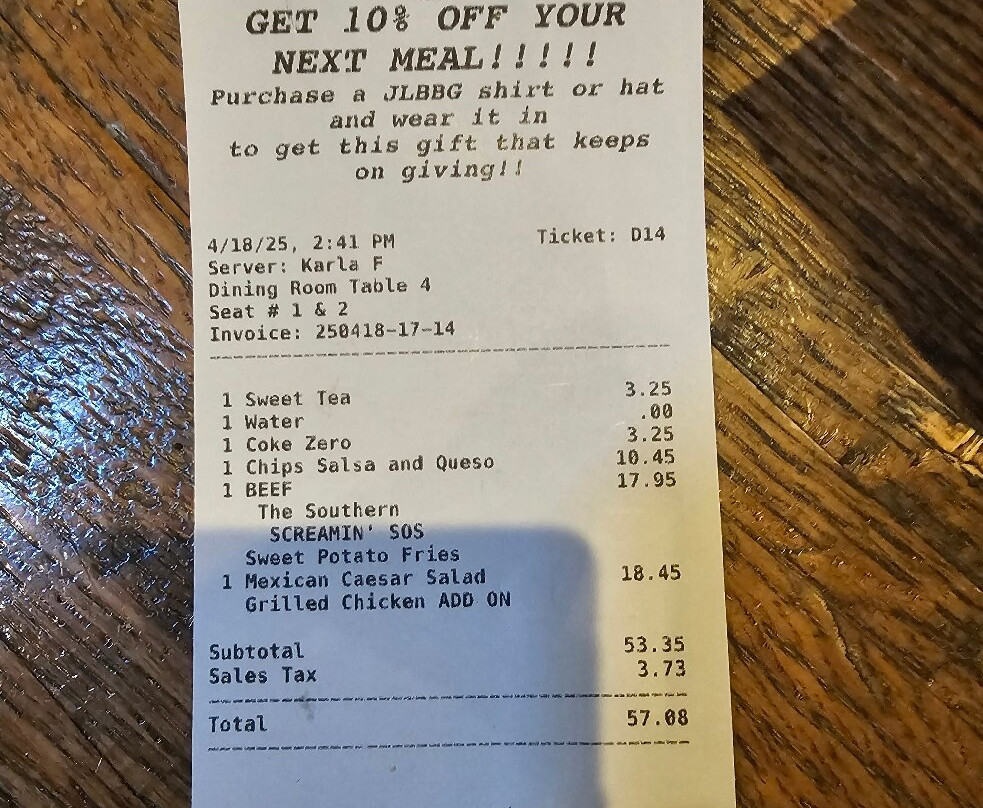 GET 10% OFF YOUR
NEXT MEAL!!!!!
Purchase a JLBBG shirt or hat
and wear it in
to get this gift that keeps
on giving!!
4/18/25, 2:41 PM Ticket: D14
Server: Karla F
Dining Room Table 4
Seat # 1 & 2
Invoice: 250418-17-14
1 Sweet Tea 3.25
1 Water .00
1 Coke Zero 3.25
1 Chips Salsa and Queso 10.45
1 BEEF 17.95
The Southern
SCREAMIN' SOS
Sweet Potato Fries
1 Mexican Caesar Salad 18.45
Grilled Chicken ADD ON
Subtotal 53.35
Sales Tax 3.73
Total 57.08